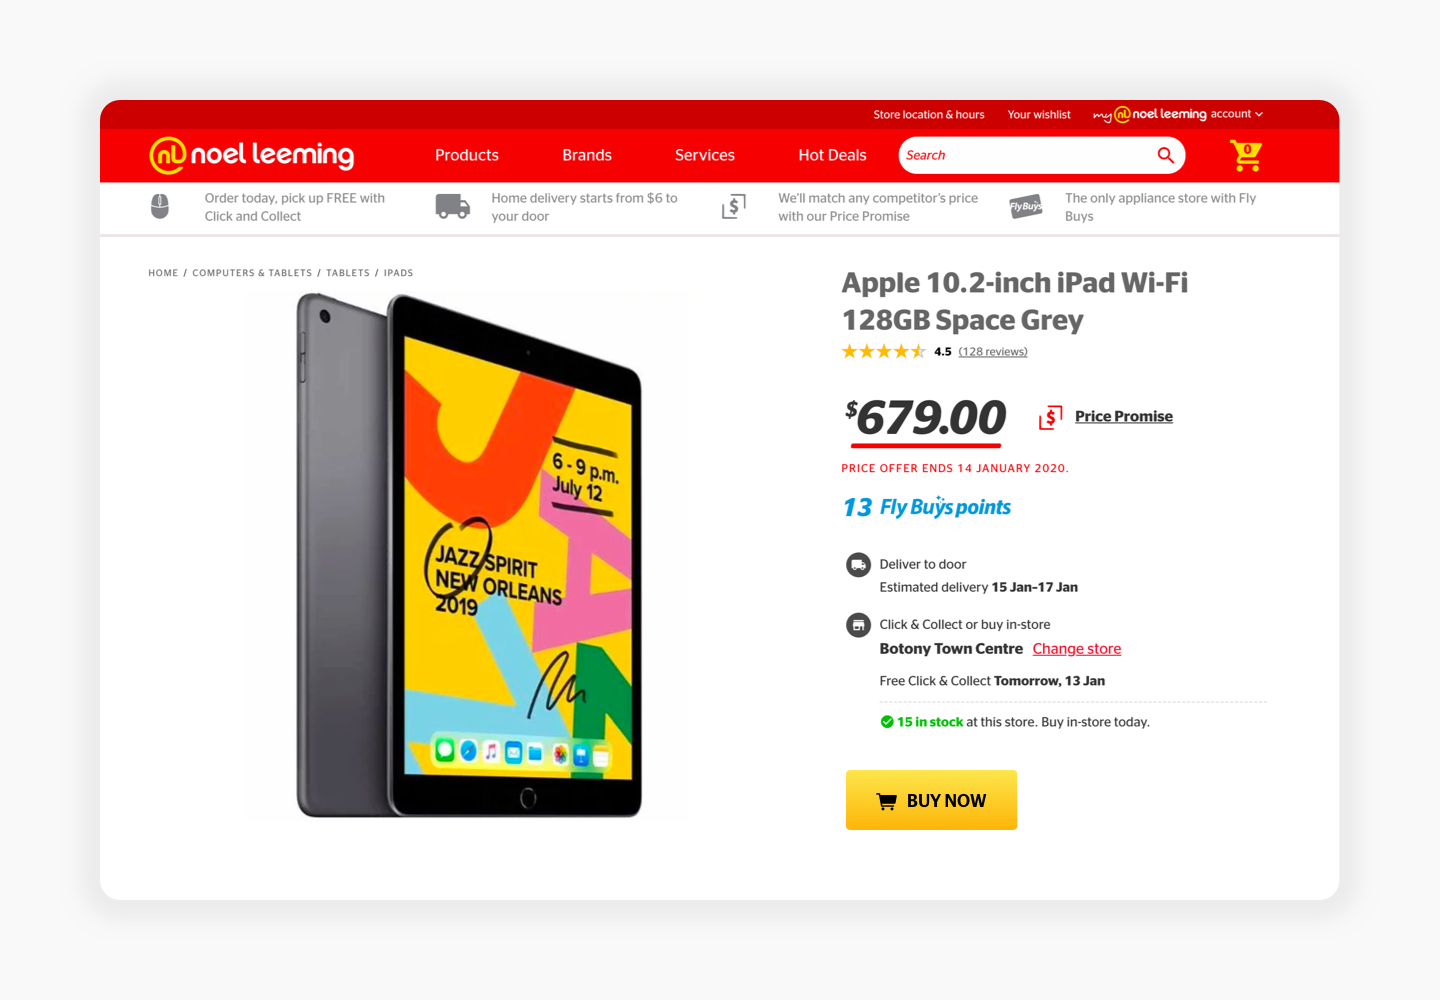 Store location & hours
Your wishlist
my nl noel leeming account
nl noel leeming
Products
Brands
Services
Hot Deals
Search
0
Order today, pick up FREE with
Click and Collect
Home delivery starts from $6 to
your door
$
We'll match any competitor's price
with our Price Promise
Fly Buys
The only appliance store with Fly
Buys
HOME / COMPUTERS & TABLETS / TABLETS / IPADS
6 - 9 p.m.
July 12
JAZZ SPIRIT
NEW ORLEANS
2019
Apple 10.2-inch iPad Wi-Fi
128GB Space Grey
4.5 (128 reviews)
$679.00
$ Price Promise
PRICE OFFER ENDS 14 JANUARY 2020.
13 Fly Buys points
Deliver to door
Estimated delivery 15 Jan–17 Jan
Click & Collect or buy in-store
Botony Town Centre Change store
Free Click & Collect Tomorrow, 13 Jan
15 in stock at this store. Buy in-store today.
BUY NOW